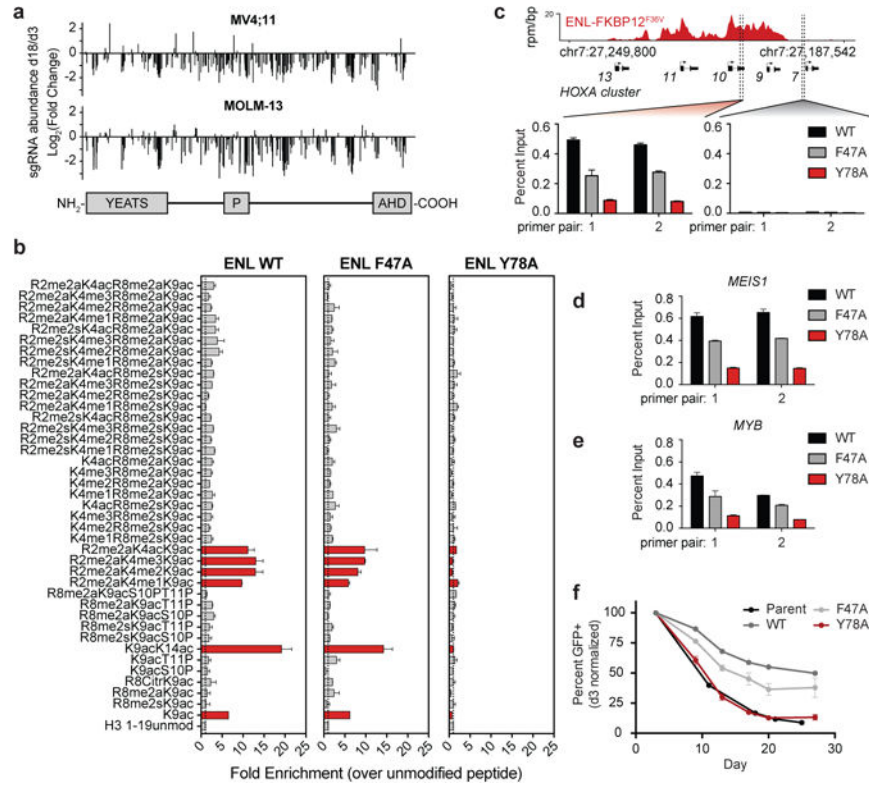 a
MV4;11
2
0
-2
MOLM-13
2
0
-2
sgRNA abundance d18/d3
Log2(Fold Change)
NH2- YEATS P AHD -COOH
b
ENL WT ENL F47A ENL Y78A
R2me2aK4acR8me2aK9ac
R2me2aK4me3R8me2aK9ac
R2me2aK4me2R8me2aK9ac
R2me2aK4me1R8me2aK9ac
R2me2sK4acR8me2aK9ac
R2me2sK4me3R8me2aK9ac
R2me2sK4me2R8me2aK9ac
R2me2sK4me1R8me2aK9ac
R2me2aK4acR8me2sK9ac
R2me2aK4me3R8me2sK9ac
R2me2aK4me2R8me2sK9ac
R2me2aK4me1R8me2sK9ac
R2me2sK4acR8me2sK9ac
R2me2sK4me3R8me2sK9ac
R2me2sK4me2R8me2sK9ac
R2me2sK4me1R8me2sK9ac
K4acR8me2aK9ac
K4me3R8me2aK9ac
K4me2R8me2aK9ac
K4me1R8me2aK9ac
K4acR8me2sK9ac
K4me3R8me2sK9ac
K4me2R8me2sK9ac
K4me1R8me2sK9ac
R2me2aK4acK9ac
R2me2aK4me3K9ac
R2me2aK4me2K9ac
R2me2aK4me1K9ac
R8me2aK9acS10PT11P
R8me2aK9acT11P
R8me2aK9acS10P
R8me2sK9acT11P
R8me2sK9acS10P
K9acK14ac
K9acT11P
K9acS10P
R8CitrK9ac
R8me2aK9ac
R8me2sK9ac
K9ac
H3 1-19unmod
0 5 10 15 20 25 0 5 10 15 20 25 0 5 10 15 20 25
Fold Enrichment (over unmodified peptide)
c
rpm/bp
20
ENL-FKBP12F36V
chr7:27,249,800 chr7:27,187,542
13 11 10 9 7
HOXA cluster
Percent Input
0.6
0.4
0.2
0.0
primer pair: 1 2
0.6
0.4
0.2
0.0
1 2
WT
F47A
Y78A
d
MEIS1
Percent Input
0.8
0.6
0.4
0.2
0
primer pair: 1 2
WT
F47A
Y78A
e
MYB
Percent Input
0.8
0.6
0.4
0.2
0
primer pair: 1 2
WT
F47A
Y78A
f
Percent GFP+
(d3 normalized)
100
75
50
25
0
0 10 20 30
Day
Parent F47A
WT Y78A